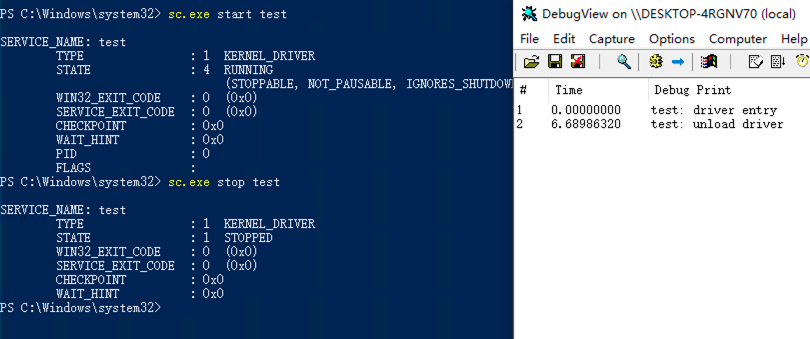 PS C:\Windows\system32> sc.exe start test
SERVICE_NAME: test
TYPE : 1 KERNEL_DRIVER
STATE : 4 RUNNING
(STOPPABLE, NOT_PAUSABLE, IGNORES_SHUTDOWN
WIN32_EXIT_CODE : 0 (0x0)
SERVICE_EXIT_CODE : 0 (0x0)
CHECKPOINT : 0x0
WAIT_HINT : 0x0
PID : 0
FLAGS :
PS C:\Windows\system32> sc.exe stop test
SERVICE_NAME: test
TYPE : 1 KERNEL_DRIVER
STATE : 1 STOPPED
WIN32_EXIT_CODE : 0 (0x0)
SERVICE_EXIT_CODE : 0 (0x0)
CHECKPOINT : 0x0
WAIT_HINT : 0x0
PS C:\Windows\system32>
DebugView on \\DESKTOP-4RGNV70 (local)
File Edit Capture Options Computer Help
# Time Debug Print
1 0.00000000 test: driver entry
2 6.68986320 test: unload driver